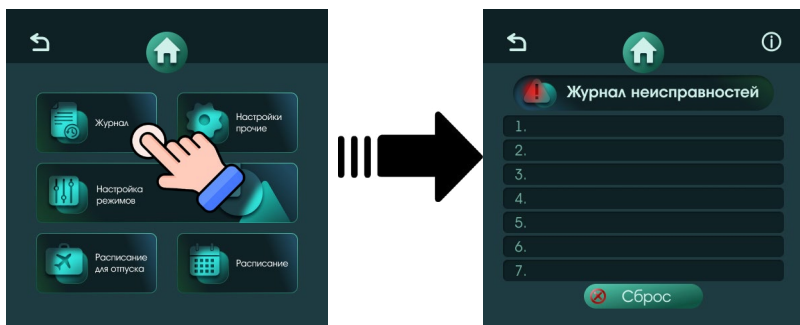 Журнал
Настройки
прочие
Настройка
режимов
Расписание
для отпуска
Расписание
Журнал неисправностей
1.
2.
3.
4.
5.
6.
7.
Сброс